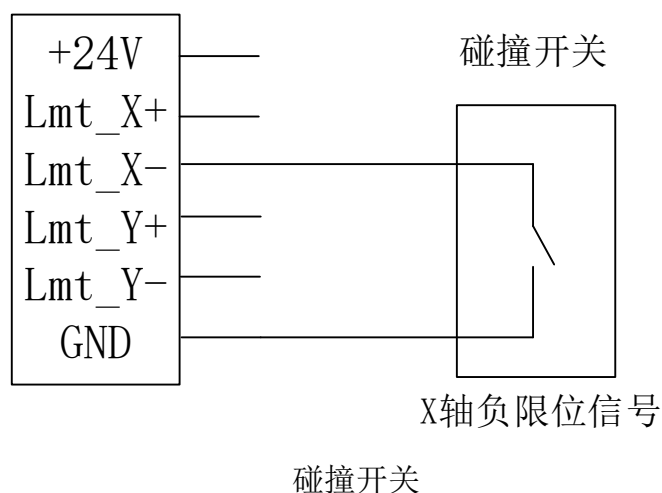 +24V
碰撞开关
Lmt_X+
Lmt_X-
Lmt_Y+
Lmt_Y-
GND
X轴负限位信号
碰撞开关